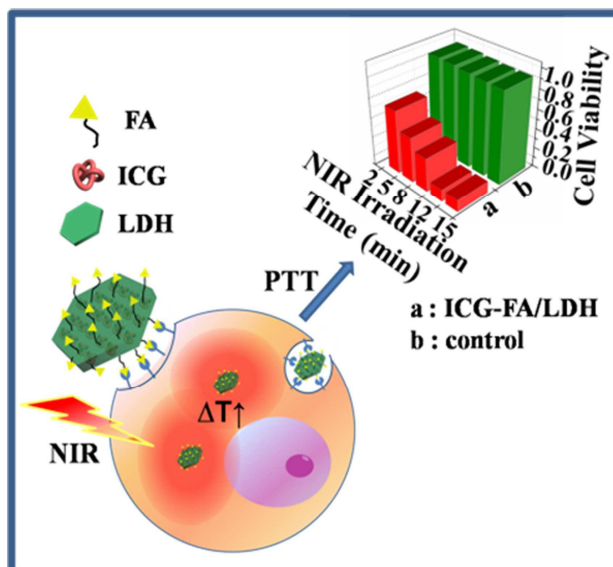 FA
ICG
LDH
NIR
ΔT↑
PTT
1.0
0.8
0.6
0.4
0.2
0.0
Cell Viability
2 5 8 12 15
NIR Irradiation
Time (min)
a
b
a : ICG-FA/LDH
b : control